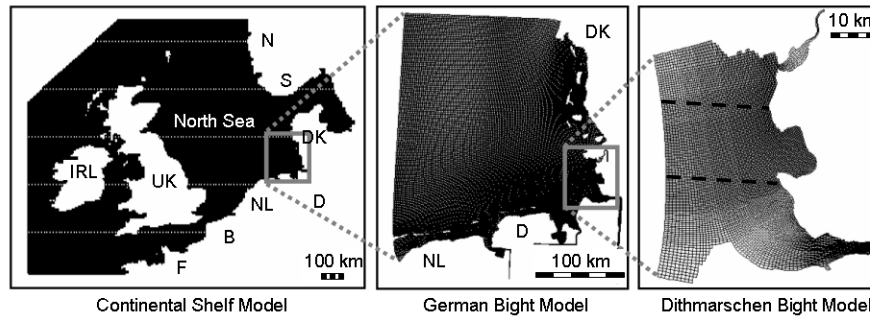 N
S
North Sea
DK
IRL
UK
NL
D
B
F
100 km
Continental Shelf Model
DK
D
NL
100 km
German Bight Model
10 km
Dithmarschen Bight Model